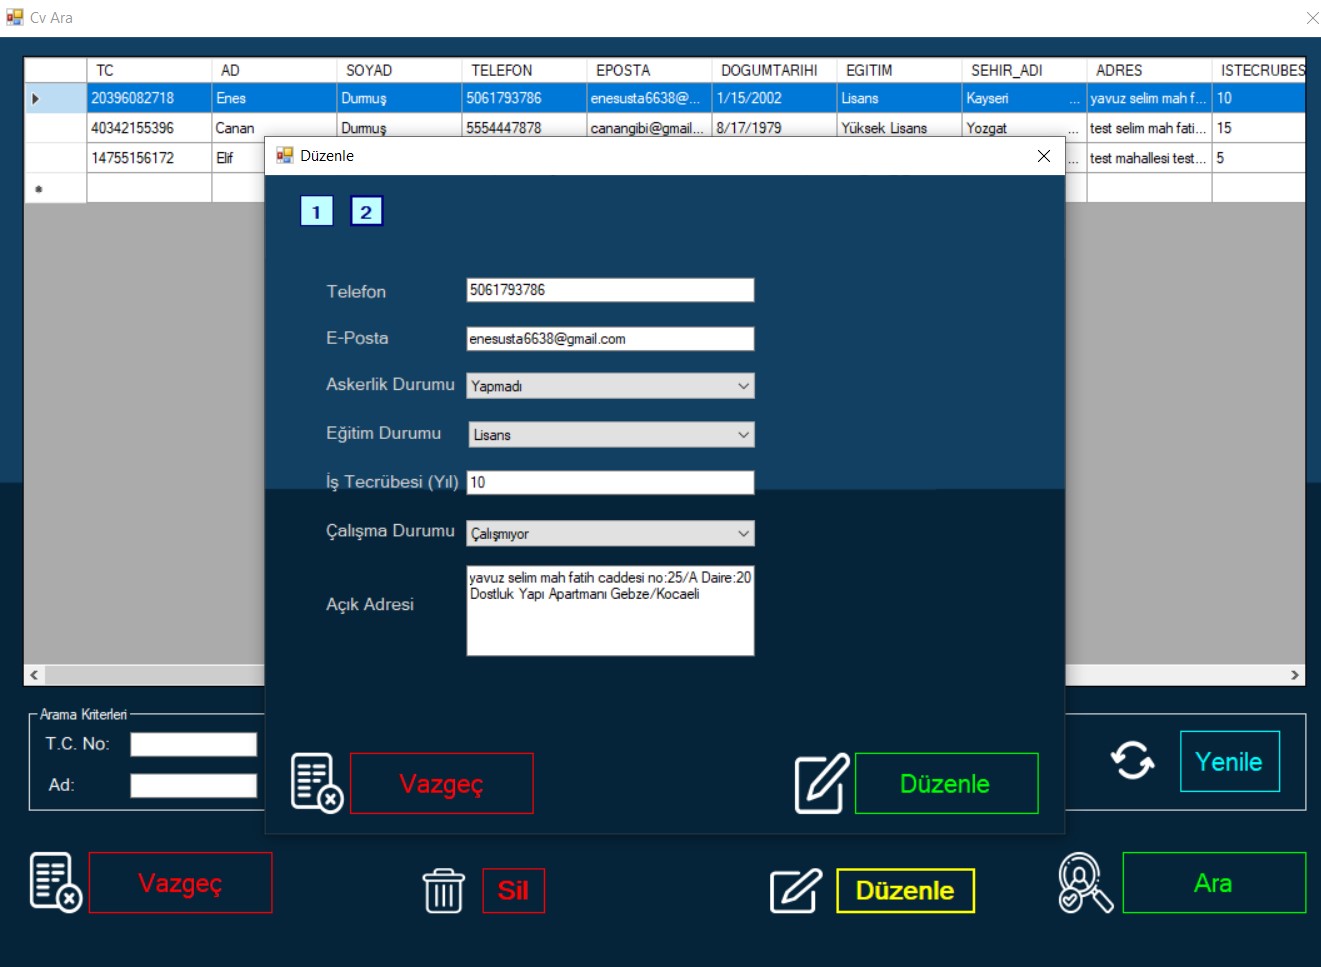 Cv Ara
TC AD SOYAD TELEFON EPOSTA DOGUMTARIHI EGITIM SEHIR_ADI ADRES ISTECRUBES
20396082718 Enes Durmuş 5061793786 enesusta6638@... 1/15/2002 Lisans Kayseri ... yavuz selim mah f... 10
40342155396 Canan Durmuş 5554447878 canangibi@gmail... 8/17/1979 Yüksek Lisans Yozgat ... test selim mah fati... 15
14755156172 Elif ... test mahallesi test... 5
Düzenle
1 2
Telefon 5061793786
E-Posta enesusta6638@gmail.com
Askerlik Durumu Yapmadı
Eğitim Durumu Lisans
İş Tecrübesi (Yıl) 10
Çalışma Durumu Çalışmıyor
Açık Adresi
yavuz selim mah fatih caddesi no:25/A Daire:20
Dostluk Yapı Apartmanı Gebze/Kocaeli
Vazgeç Düzenle
Arama Kriterleri
T.C. No:
Ad:
Yenile
Vazgeç Sil Düzenle Ara